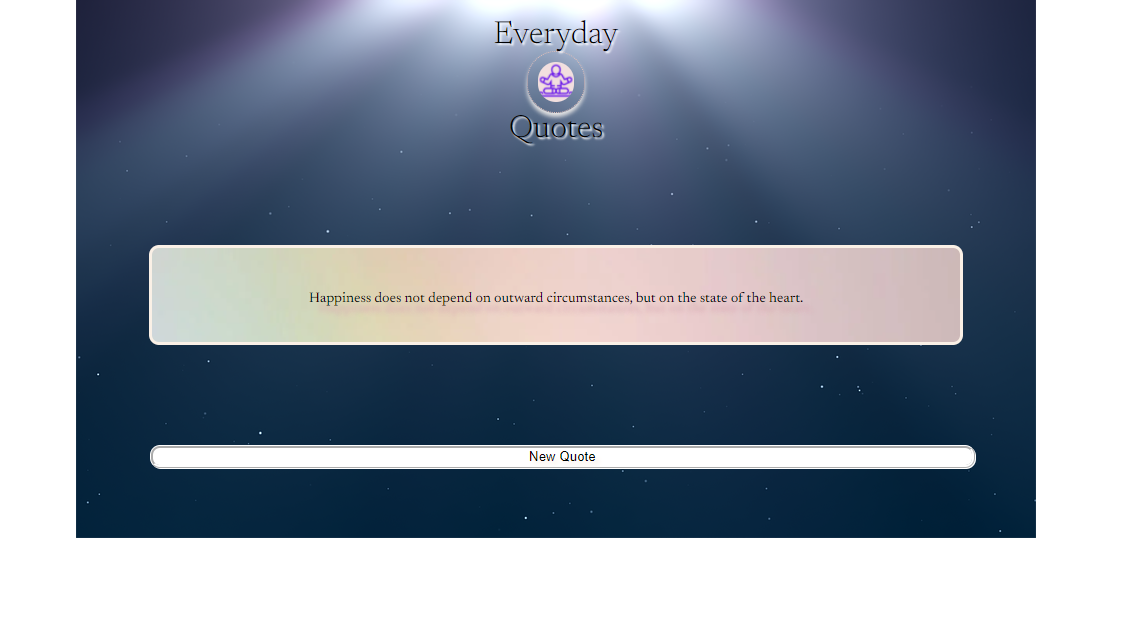 Everyday
Quotes
Happiness does not depend on outward circumstances, but on the state of the heart.
New Quote